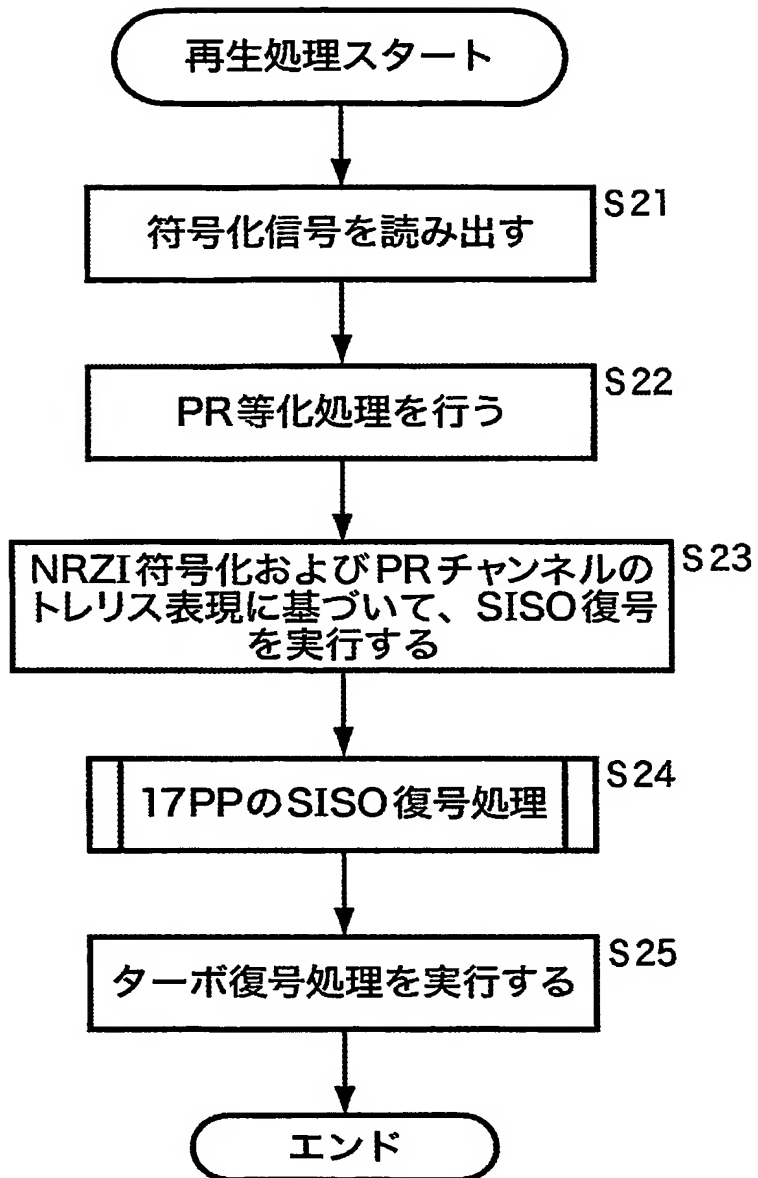 再生処理スタート
S21
符号化信号を読み出す
S22
PR等化処理を行う
S23
NRZI符号化およびPRチャンネルの
トレリス表現に基づいて、SISO復号
を実行する
S24
17PPのSISO復号処理
S25
ターボ復号処理を実行する
エンド